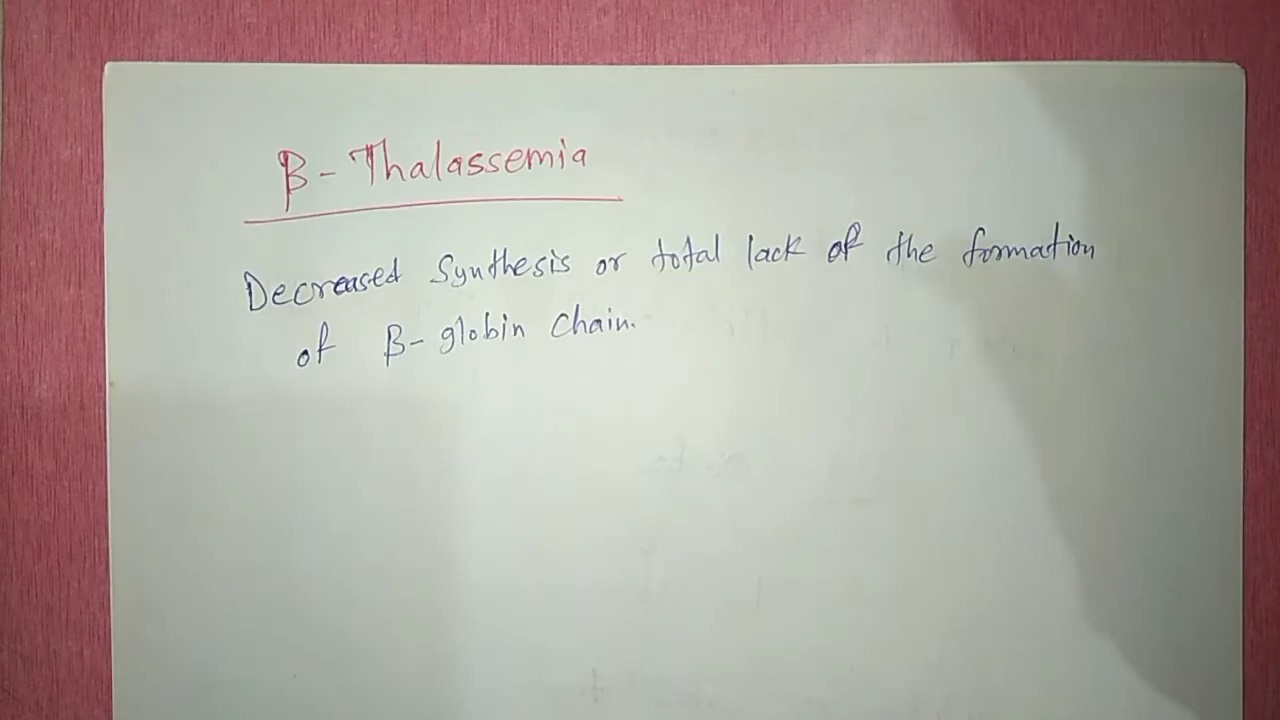 β - Thalassemia
Decreased Synthesis or total lack of the formation
of β - globin Chain.